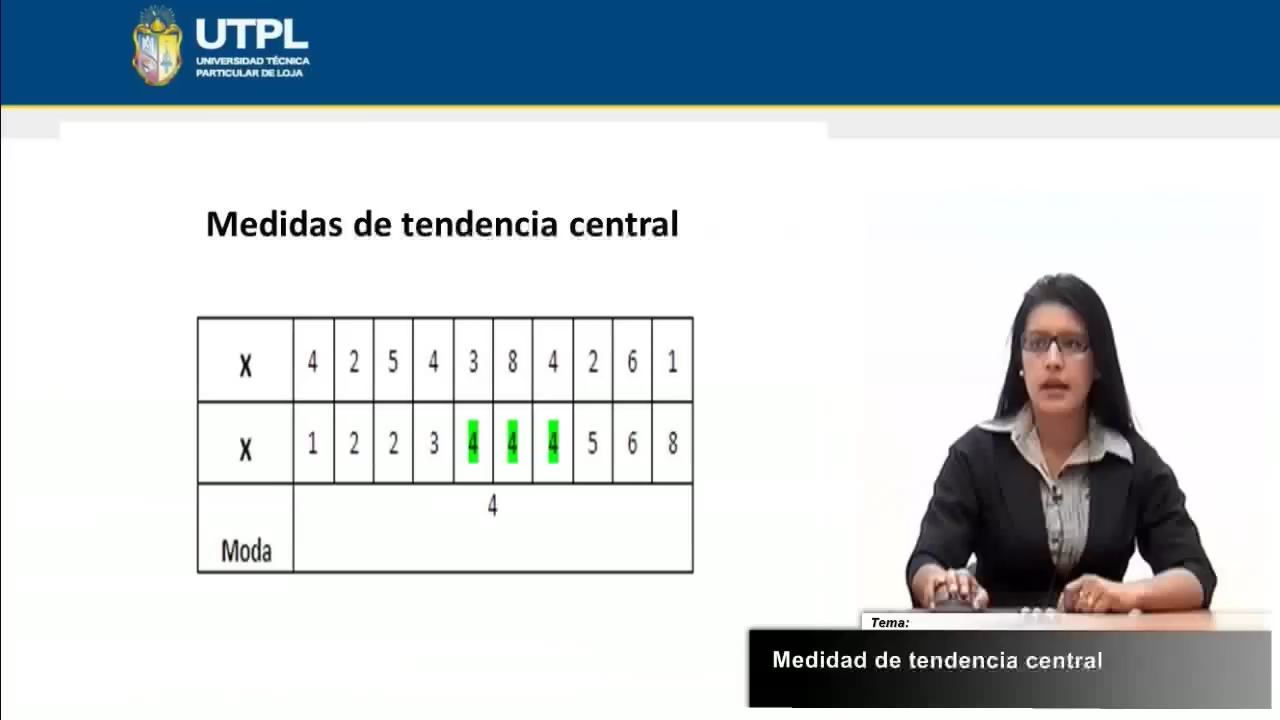 UTPL
UNIVERSIDAD TÉCNICA
PARTICULAR DE LOJA
Medidas de tendencia central
X 4 2 5 4 3 8 4 2 6 1
X 1 2 2 3 4 4 4 5 6 8
4
Moda
Tema:
Medidad de tendencia central